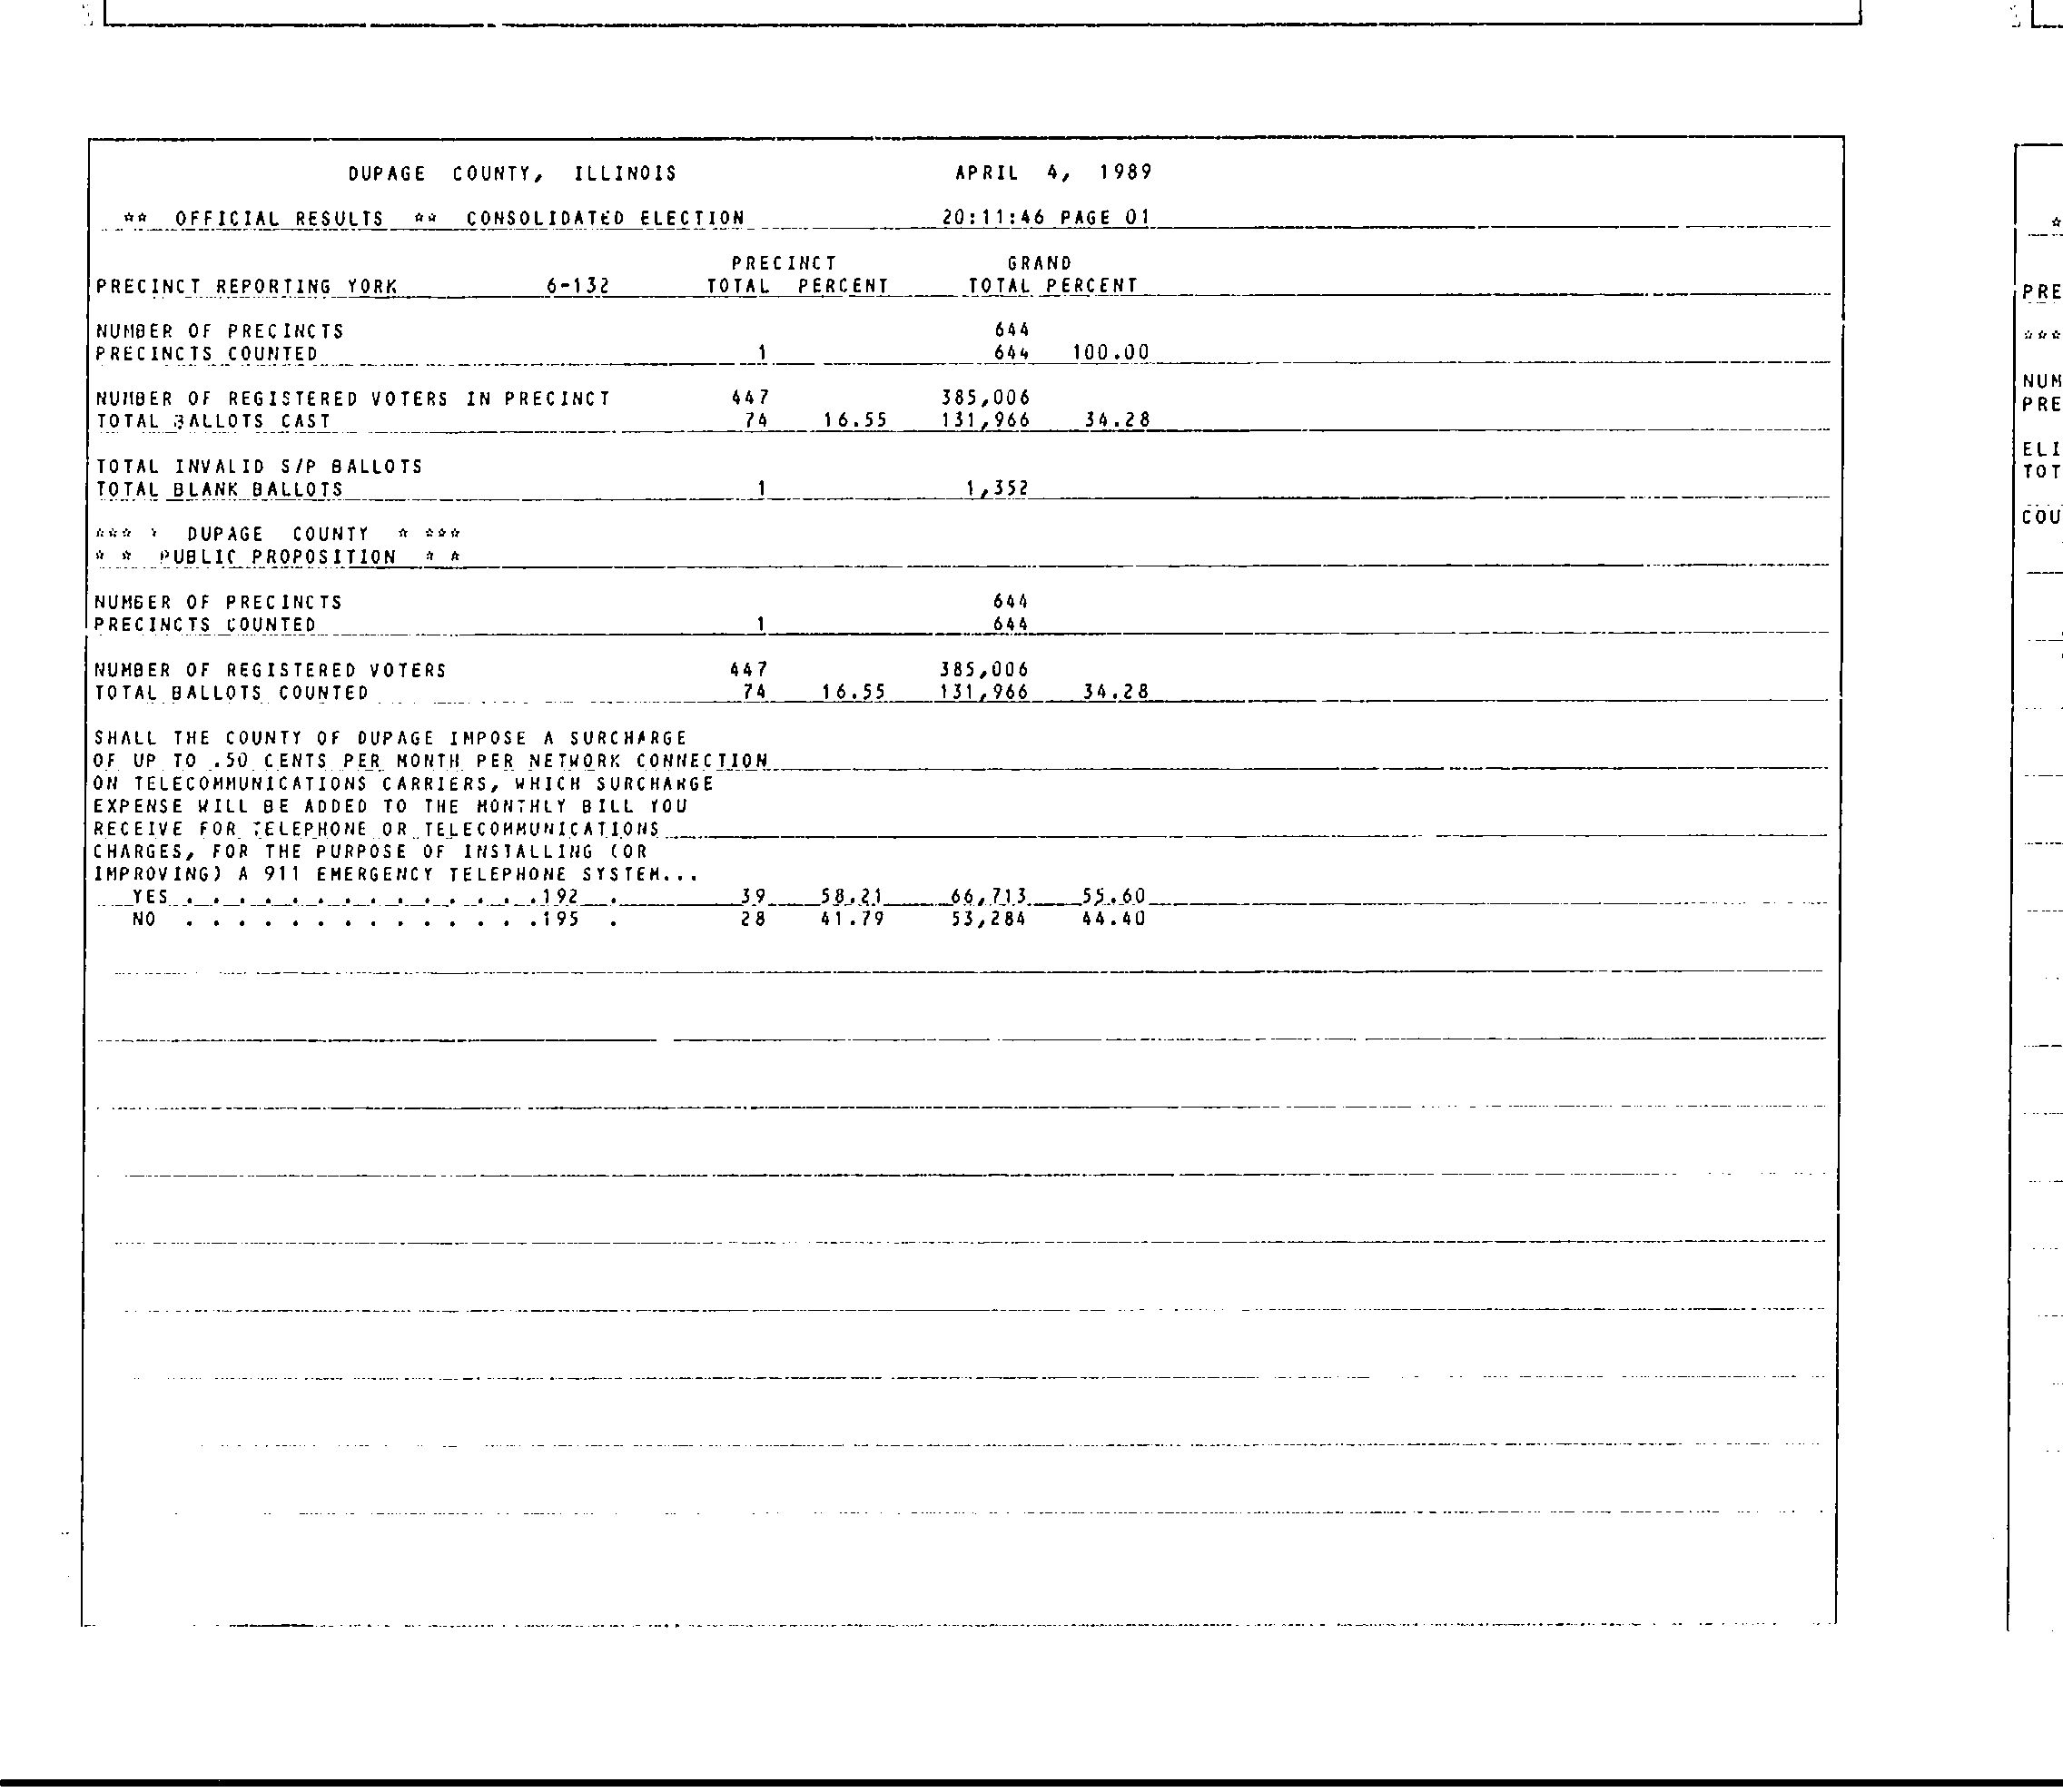 DUPAGE COUNTY, ILLINOIS APRIL 4, 1989
** OFFICIAL RESULTS ** CONSOLIDATED ELECTION 20:11:46 PAGE 01
PRECINCT GRAND
PRECINCT REPORTING YORK 6-132 TOTAL PERCENT TOTAL PERCENT
NUMBER OF PRECINCTS 644
PRECINCTS COUNTED 1 644 100.00
NUMBER OF REGISTERED VOTERS IN PRECINCT 447 385,006
TOTAL BALLOTS CAST 74 16.55 131,966 34.28
TOTAL INVALID S/P BALLOTS
TOTAL BLANK BALLOTS 1 1,352
*** * DUPAGE COUNTY * ***
* * PUBLIC PROPOSITION * *
NUMBER OF PRECINCTS 644
PRECINCTS COUNTED 1 644
NUMBER OF REGISTERED VOTERS 447 385,006
TOTAL BALLOTS COUNTED 74 16.55 131,966 34.28
SHALL THE COUNTY OF DUPAGE IMPOSE A SURCHARGE
OF UP TO .50 CENTS PER MONTH PER NETWORK CONNECTION
ON TELECOMMUNICATIONS CARRIERS, WHICH SURCHARGE
EXPENSE WILL BE ADDED TO THE MONTHLY BILL YOU
RECEIVE FOR TELEPHONE OR TELECOMMUNICATIONS
CHARGES, FOR THE PURPOSE OF INSTALLING (OR
IMPROVING) A 911 EMERGENCY TELEPHONE SYSTEM...
YES . . . . . . . . . . . . . .192 . 39 58.21 66,713 55.60
NO . . . . . . . . . . . . . .195 . 28 41.79 53,284 44.40
*
PRE
***
NUM
PRE
ELI
TOT
COU